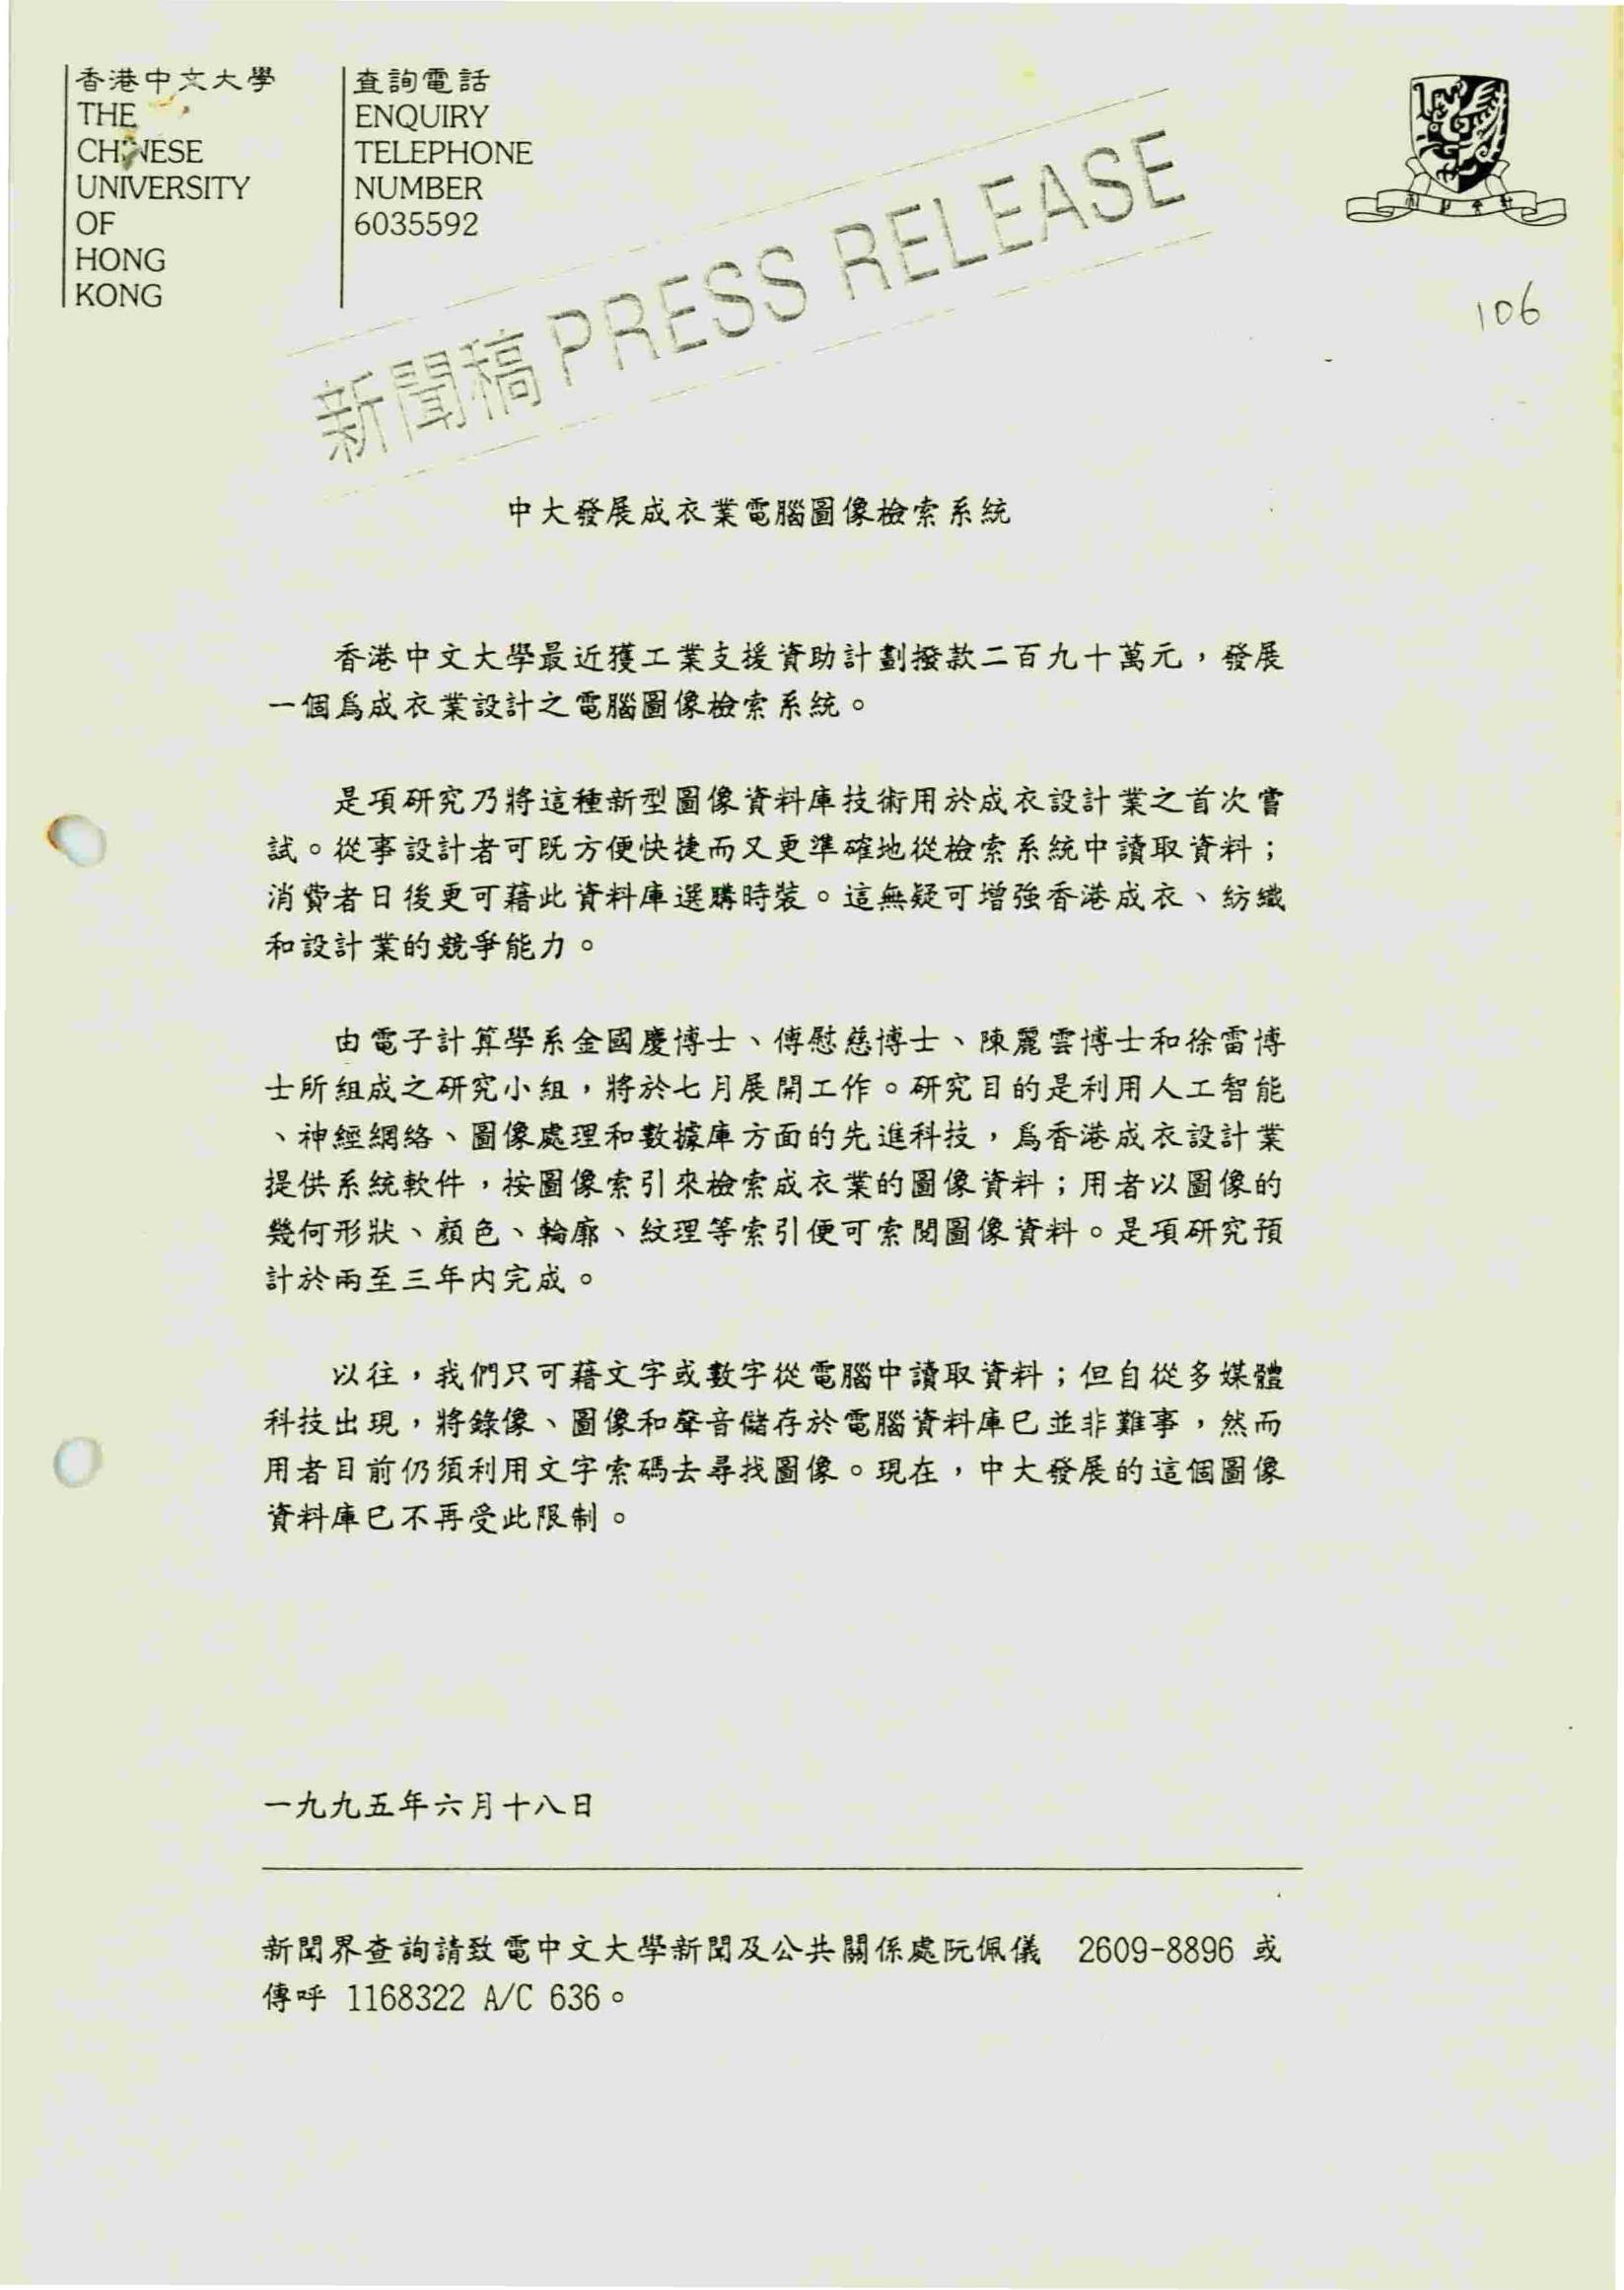 香港中文大學
THE
CHINESE
UNIVERSITY
OF
HONG
KONG
查詢電話
ENQUIRY
TELEPHONE
NUMBER
6035592
新聞稿 PRESS RELEASE
106
中大發展成衣業電腦圖像檢索系統
香港中文大學最近獲工業支援資助計劃撥款二百九十萬元，發展
一個爲成衣業設計之電腦圖像檢索系統。
是項研究乃將這種新型圖像資料庫技術用於成衣設計業之首次嘗
試。從事設計者可既方便快捷而又更準確地從檢索系統中讀取資料；
消費者日後更可藉此資料庫選購時裝。這無疑可增強香港成衣、紡織
和設計業的競爭能力。
由電子計算學系金國慶博士、傅慰慈博士、陳麗雲博士和徐雷博
士所組成之研究小組，將於七月展開工作。研究目的是利用人工智能
、神經網絡、圖像處理和數據庫方面的先進科技，爲香港成衣設計業
提供系統軟件，按圖像索引來檢索成衣業的圖像資料；用者以圖像的
幾何形狀、顏色、輪廓、紋理等索引便可索閱圖像資料。是項研究預
計於兩至三年內完成。
以往，我們只可藉文字或數字從電腦中讀取資料；但自從多媒體
科技出現，將錄像、圖像和聲音儲存於電腦資料庫已並非難事，然而
用者目前仍須利用文字索碼去尋找圖像。現在，中大發展的這個圖像
資料庫已不再受此限制。
一九九五年六月十八日
新聞界查詢請致電中文大學新聞及公共關係處阮佩儀 2609-8896 或
傳呼 1168322 A/C 636。